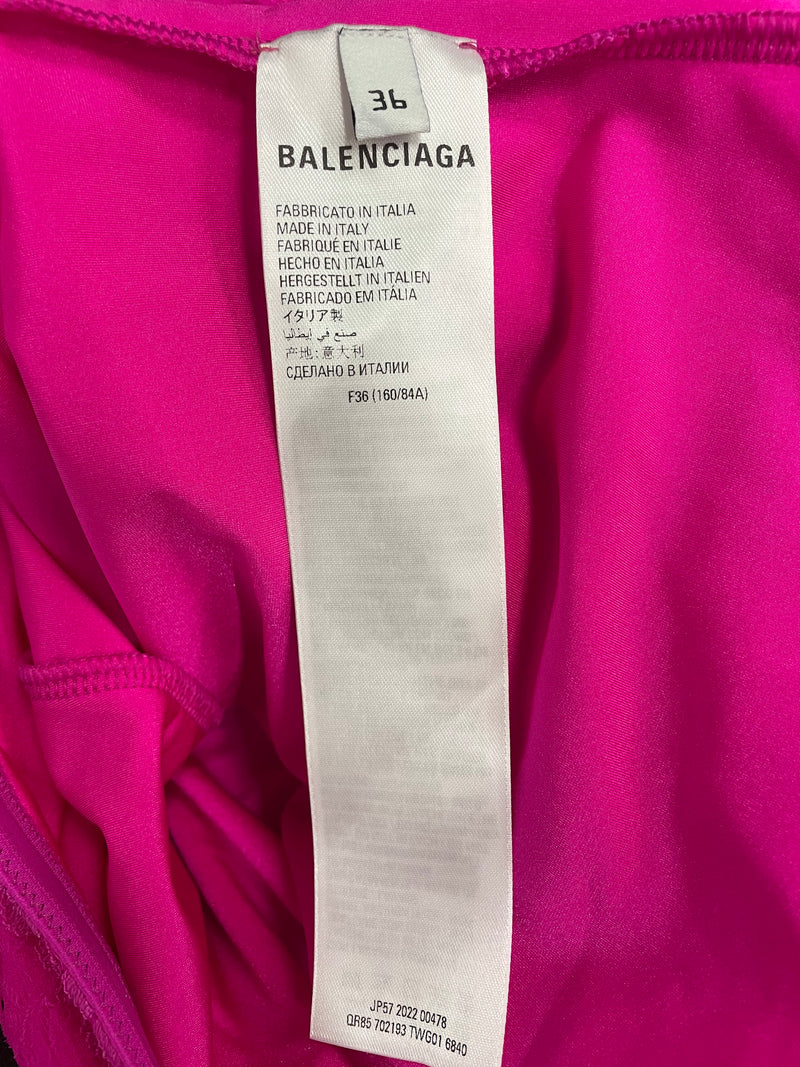 36
BALENCIAGA
FABBRICATO IN ITALIA
MADE IN ITALY
FABRIQUÉ EN ITALIE
HECHO EN ITALIA
HERGESTELLT IN ITALIEN
FABRICADO EM ITÁLIA
イタリア製
صنع في إيطاليا
产地:意大利
СДЕЛАНО В ИТАЛИИ
F36 (160/84A)
JP57 2022 00478
QR85 702193 TWG01 6840